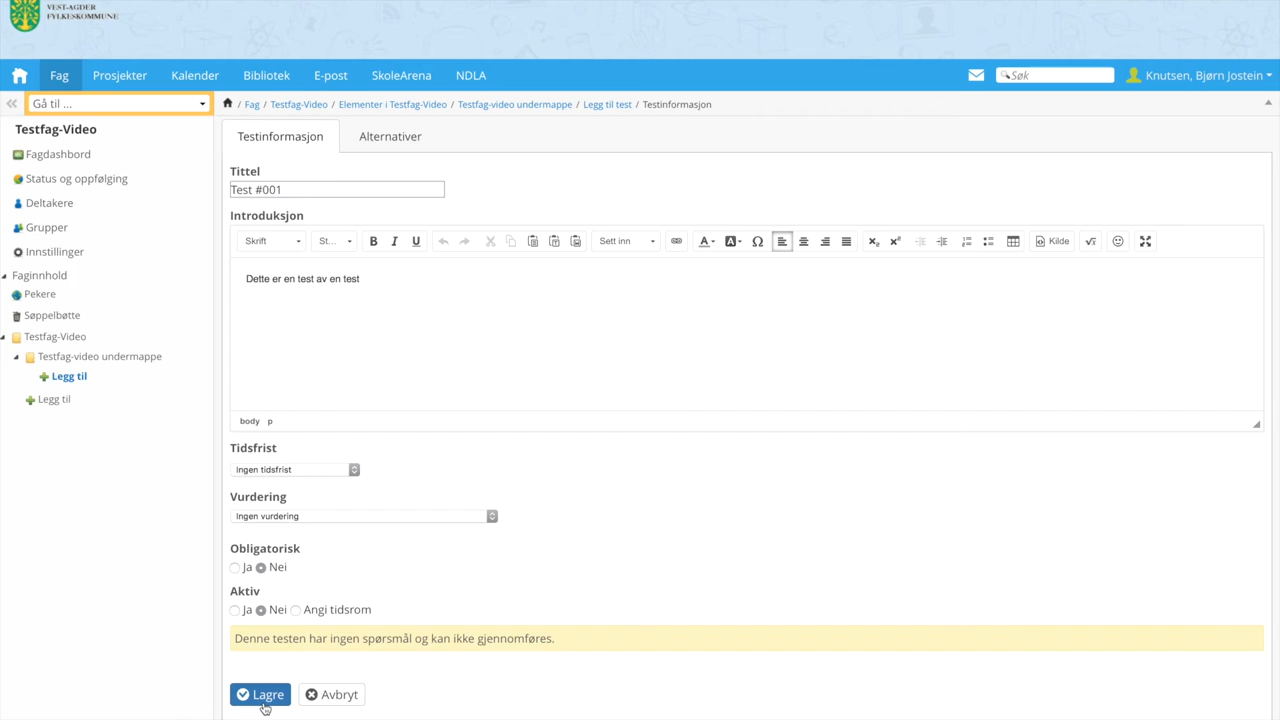 VEST-AGDER
FYLKESKOMMUNE
Fag Prosjekter Kalender Bibliotek E-post SkoleArena NDLA Søk Knutsen, Bjørn Jostein
Gå til ...
/ Fag / Testfag-Video / Elementer i Testfag-Video / Testfag-video undermappe / Legg til test / Testinformasjon
Testfag-Video
Fagdashbord
Status og oppfølging
Deltakere
Grupper
Innstillinger
Faginnhold
Pekere
Søppelbøtte
Testfag-Video
Testfag-video undermappe
Legg til
Legg til
Testinformasjon Alternativer
Tittel
Test #001
Introduksjon
Skrift St... B I U Sett inn A A Ω x₂ x² Kilde √x
Dette er en test av en test
body p
Tidsfrist
Ingen tidsfrist
Vurdering
Ingen vurdering
Obligatorisk
Ja Nei
Aktiv
Ja Nei Angi tidsrom
Denne testen har ingen spørsmål og kan ikke gjennomføres.
Lagre Avbryt